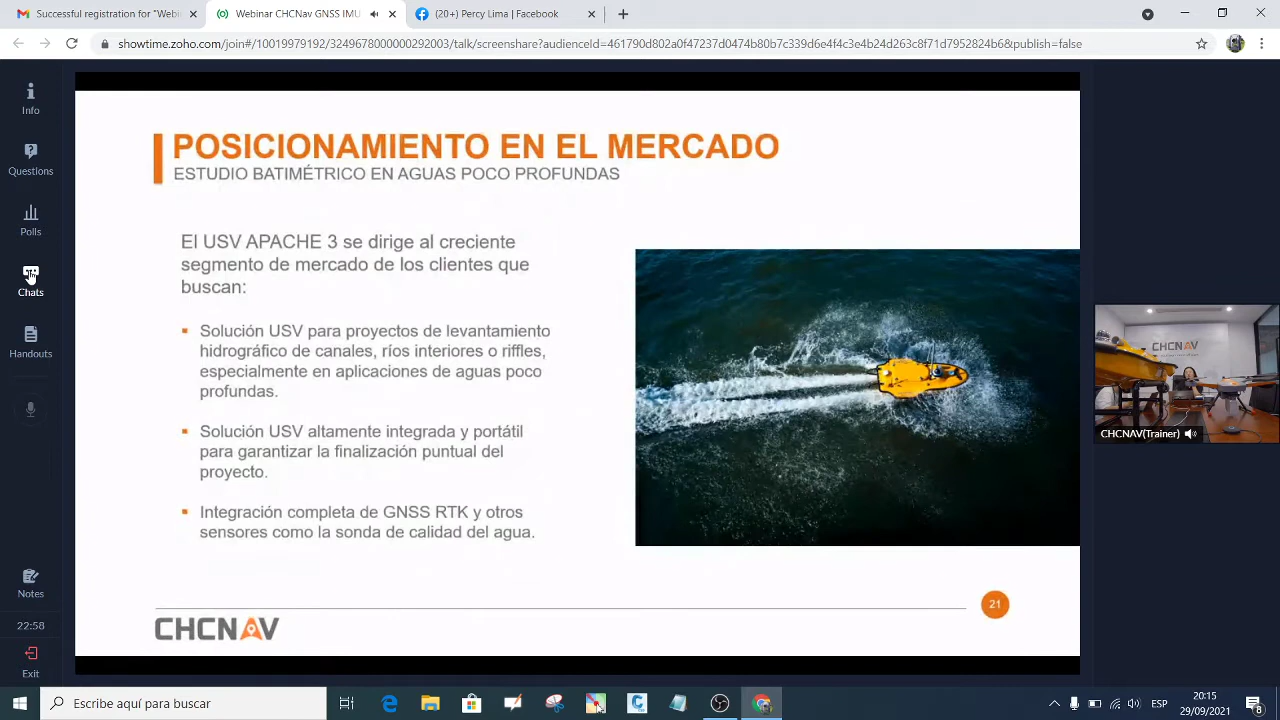 Successful registration for "Webi
Webinar CHCNAV GNSS IMU
(20+) Percy Lima | Facebook
showtime.zoho.com/join#/10019979192/3249678000000292003/talk/screenshare?audienceId=461790d802a0f47237d0474b80b7c339d6e4f4c3e4b24d263c8f71d7952824b6&publish=false
Info
Questions
Polls
Chats
Handouts
Notes
22:58
Exit
POSICIONAMIENTO EN EL MERCADO
ESTUDIO BATIMÉTRICO EN AGUAS POCO PROFUNDAS
El USV APACHE 3 se dirige al creciente
segmento de mercado de los clientes que
buscan:
Solución USV para proyectos de levantamiento
hidrográfico de canales, ríos interiores o riffles,
especialmente en aplicaciones de aguas poco
profundas.
Solución USV altamente integrada y portátil
para garantizar la finalización puntual del
proyecto.
Integración completa de GNSS RTK y otros
sensores como la sonda de calidad del agua.
21
CHCNAV
CHCNAV
CHCNAV(Trainer)
Escribe aquí para buscar
ESP
20:15
29/09/2021
8